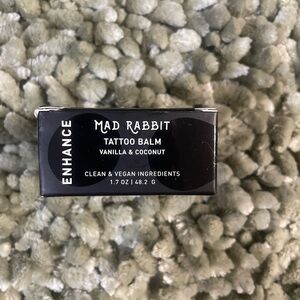 ENHANCE
MAD RABBIT
TATTOO BALM
VANILLA & COCONUT
CLEAN & VEGAN INGREDIENTS
1.7 OZ | 48.2 G